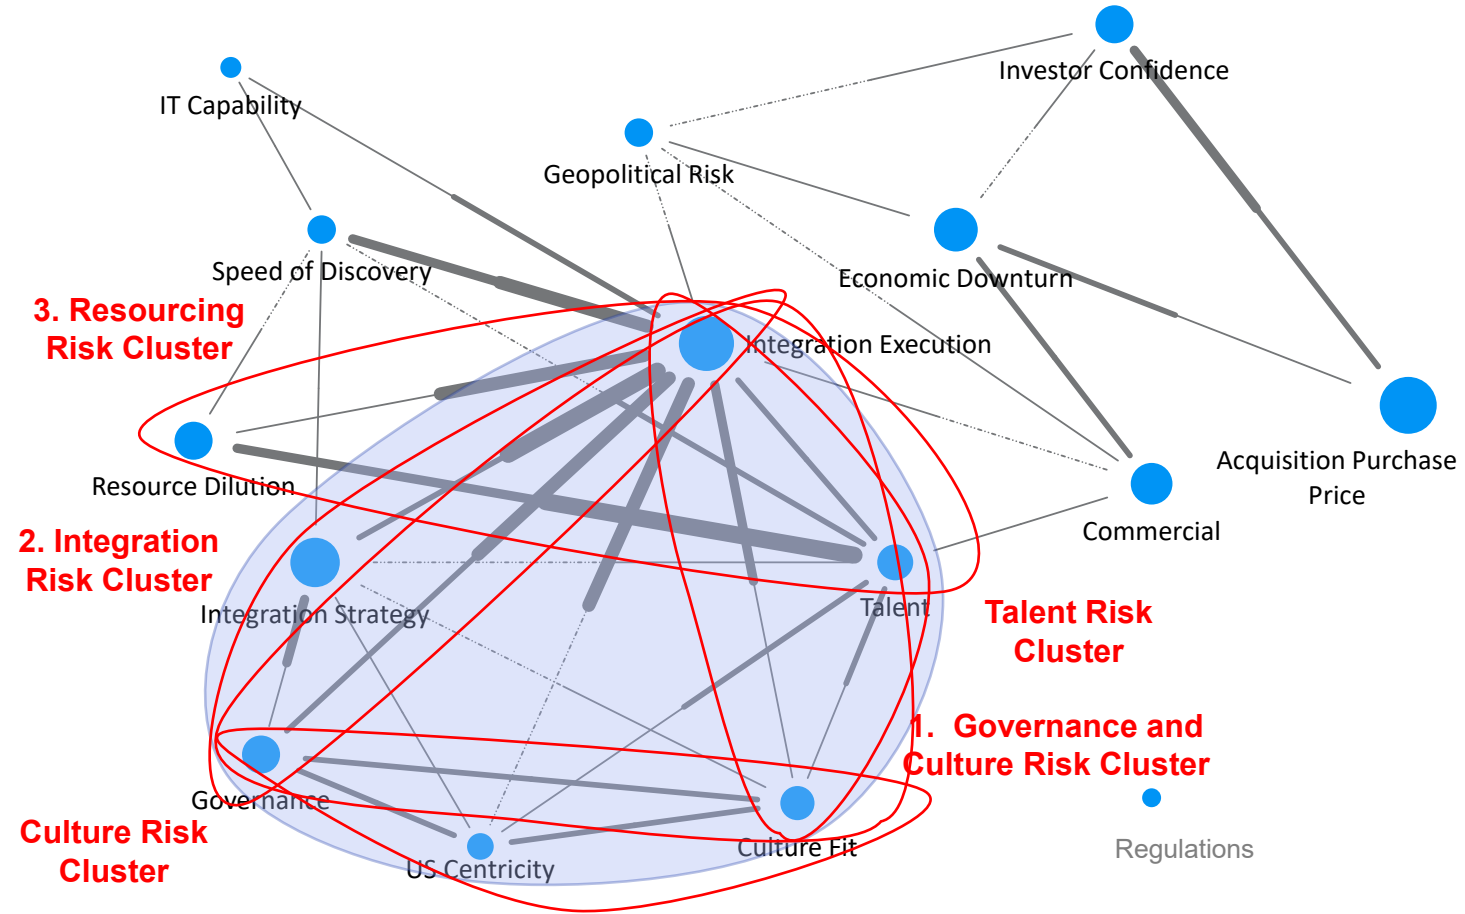 Investor Confidence
IT Capability
Geopolitical Risk
Speed of Discovery
Economic Downturn
3. Resourcing
Risk Cluster
Integration Execution
Acquisition Purchase
Price
Resource Dilution
Commercial
2. Integration
Risk Cluster
Integration Strategy
Talent
Talent Risk
Cluster
1. Governance and
Culture Risk Cluster
Governance
Culture Risk
Cluster
US Centricity
Culture Fit
Regulations